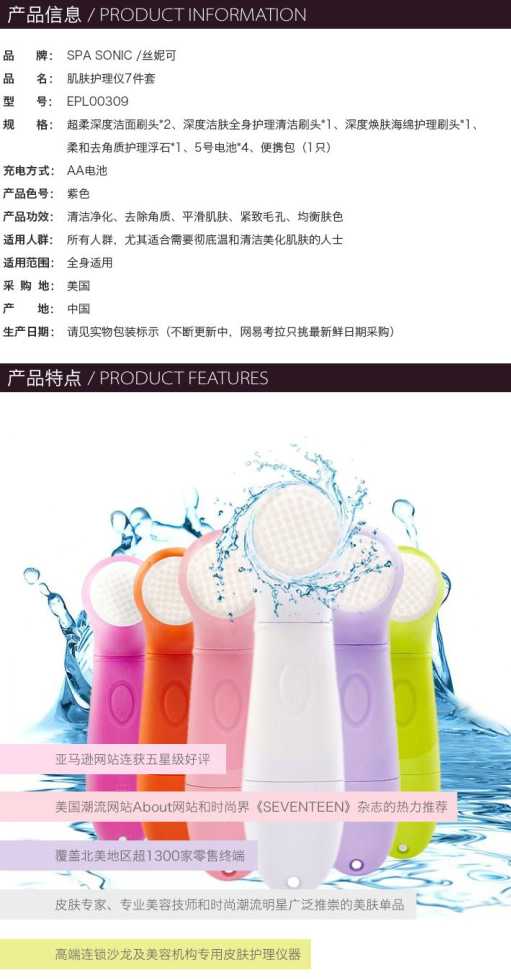 产品信息 / PRODUCT INFORMATION
品 牌： SPA SONIC /丝妮可
品 名： 肌肤护理仪7件套
型 号： EPL00309
规 格： 超柔深度洁面刷头*2、深度洁肤全身护理清洁刷头*1、深度焕肤海绵护理刷头*1、
柔和去角质护理浮石*1、5号电池*4、便携包（1只）
充电方式： AA电池
产品色号： 紫色
产品功效： 清洁净化、去除角质、平滑肌肤、紧致毛孔、均衡肤色
适用人群： 所有人群，尤其适合需要彻底温和清洁美化肌肤的人士
适用范围： 全身适用
采 购 地： 美国
产 地： 中国
生产日期： 请见实物包装标示（不断更新中，网易考拉只挑最新鲜日期采购）
产品特点 / PRODUCT FEATURES
亚马逊网站连获五星级好评
美国潮流网站About网站和时尚界《SEVENTEEN》杂志的热力推荐
覆盖北美地区超1300家零售终端
皮肤专家、专业美容技师和时尚潮流明星广泛推崇的美肤单品
高端连锁沙龙及美容机构专用皮肤护理仪器